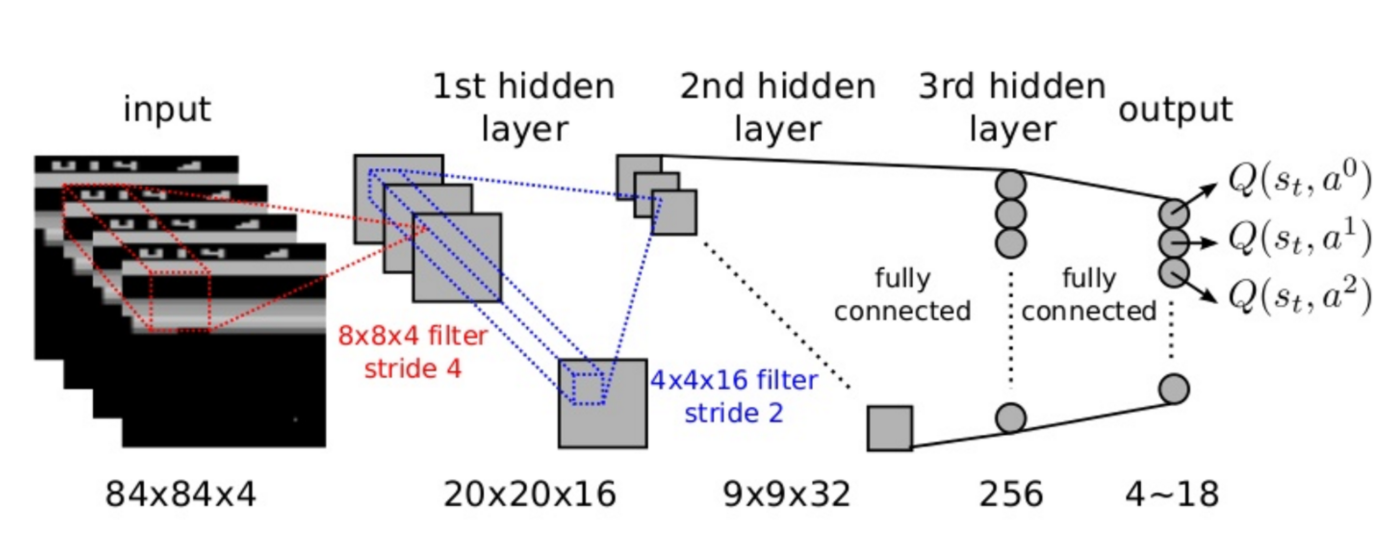 input
1st hidden
layer
2nd hidden
layer
3rd hidden
layer
output
Q(s_t, a^0)
Q(s_t, a^1)
Q(s_t, a^2)
fully
connected
fully
connected
8x8x4 filter
stride 4
4x4x16 filter
stride 2
84x84x4
20x20x16
9x9x32
256
4~18